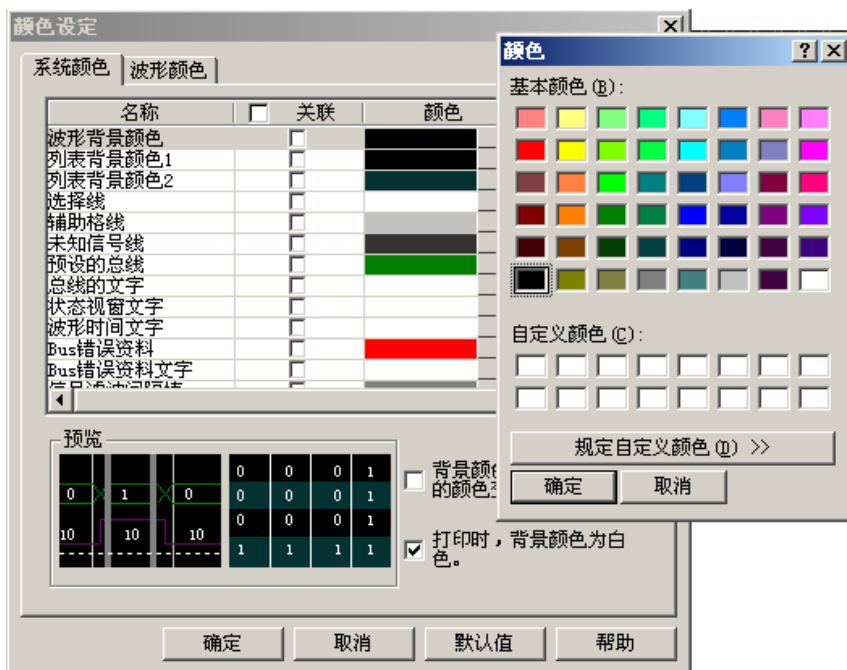 颜色设定
系统颜色 波形颜色
名称 关联 颜色
波形背景颜色
列表背景颜色1
列表背景颜色2
选择线
辅助格线
未知信号线
预设的总线
总线的文字
状态视窗文字
波形时间文字
Bus错误资料
Bus错误资料文字
预览
0 1 0
10 10 10
0 0 0 1
0 0 0 1
0 0 0 1
1 1 1 1
背景颜色
的颜色
打印时，背景颜色为白
色。
确定 取消 默认值 帮助
颜色
基本颜色(B):
自定义颜色(C):
规定自定义颜色(D) >>
确定 取消